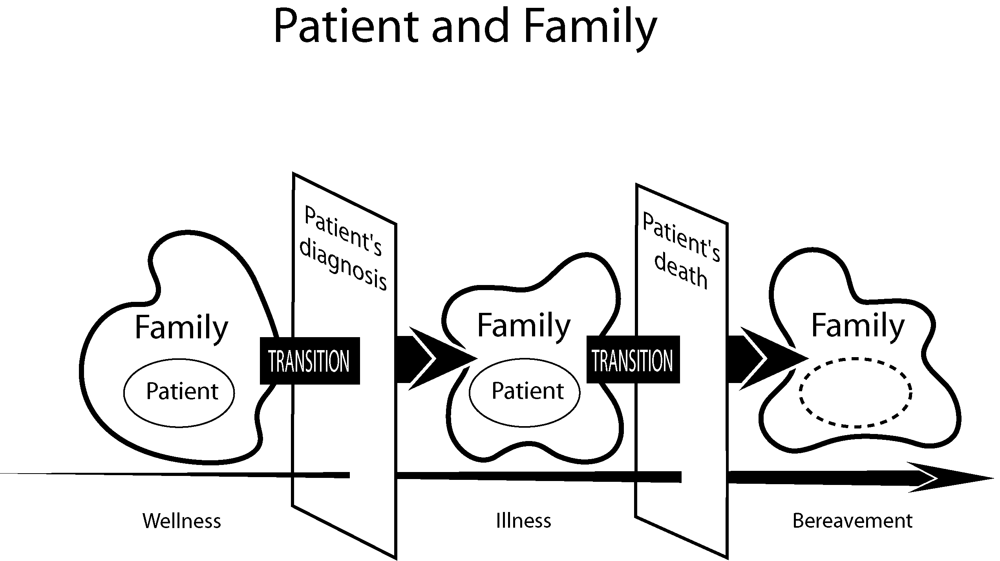 Patient and Family
Patient's
diagnosis
Patient's
death
Family
Patient
TRANSITION
Family
Patient
TRANSITION
Family
Wellness
Illness
Bereavement